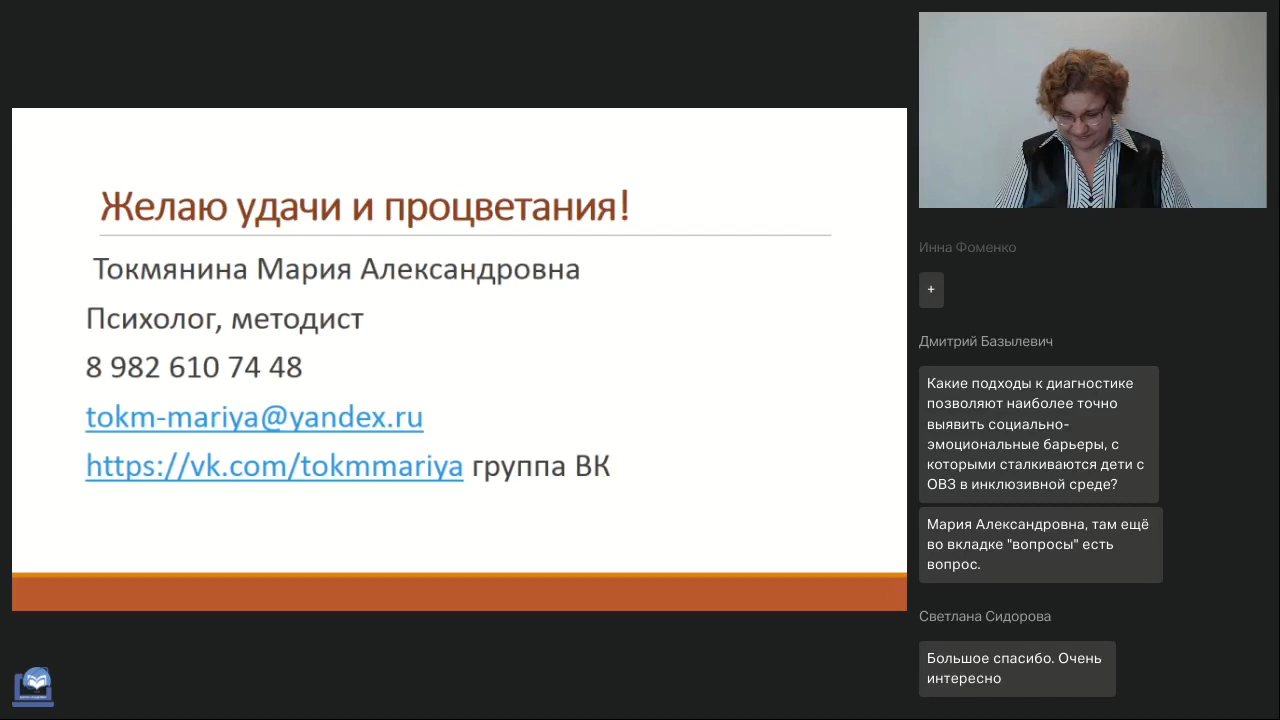 Желаю удачи и процветания!
Токмянина Мария Александровна
Психолог, методист
8 982 610 74 48
tokm-mariya@yandex.ru
https://vk.com/tokmmariya группа ВК
Инна Фоменко
+
Дмитрий Базылевич
Какие подходы к диагностике
позволяют наиболее точно
выявить социально-
эмоциональные барьеры, с
которыми сталкиваются дети с
ОВЗ в инклюзивной среде?
Мария Александровна, там ещё
во вкладке "вопросы" есть
вопрос.
Светлана Сидорова
Большое спасибо. Очень
интересно